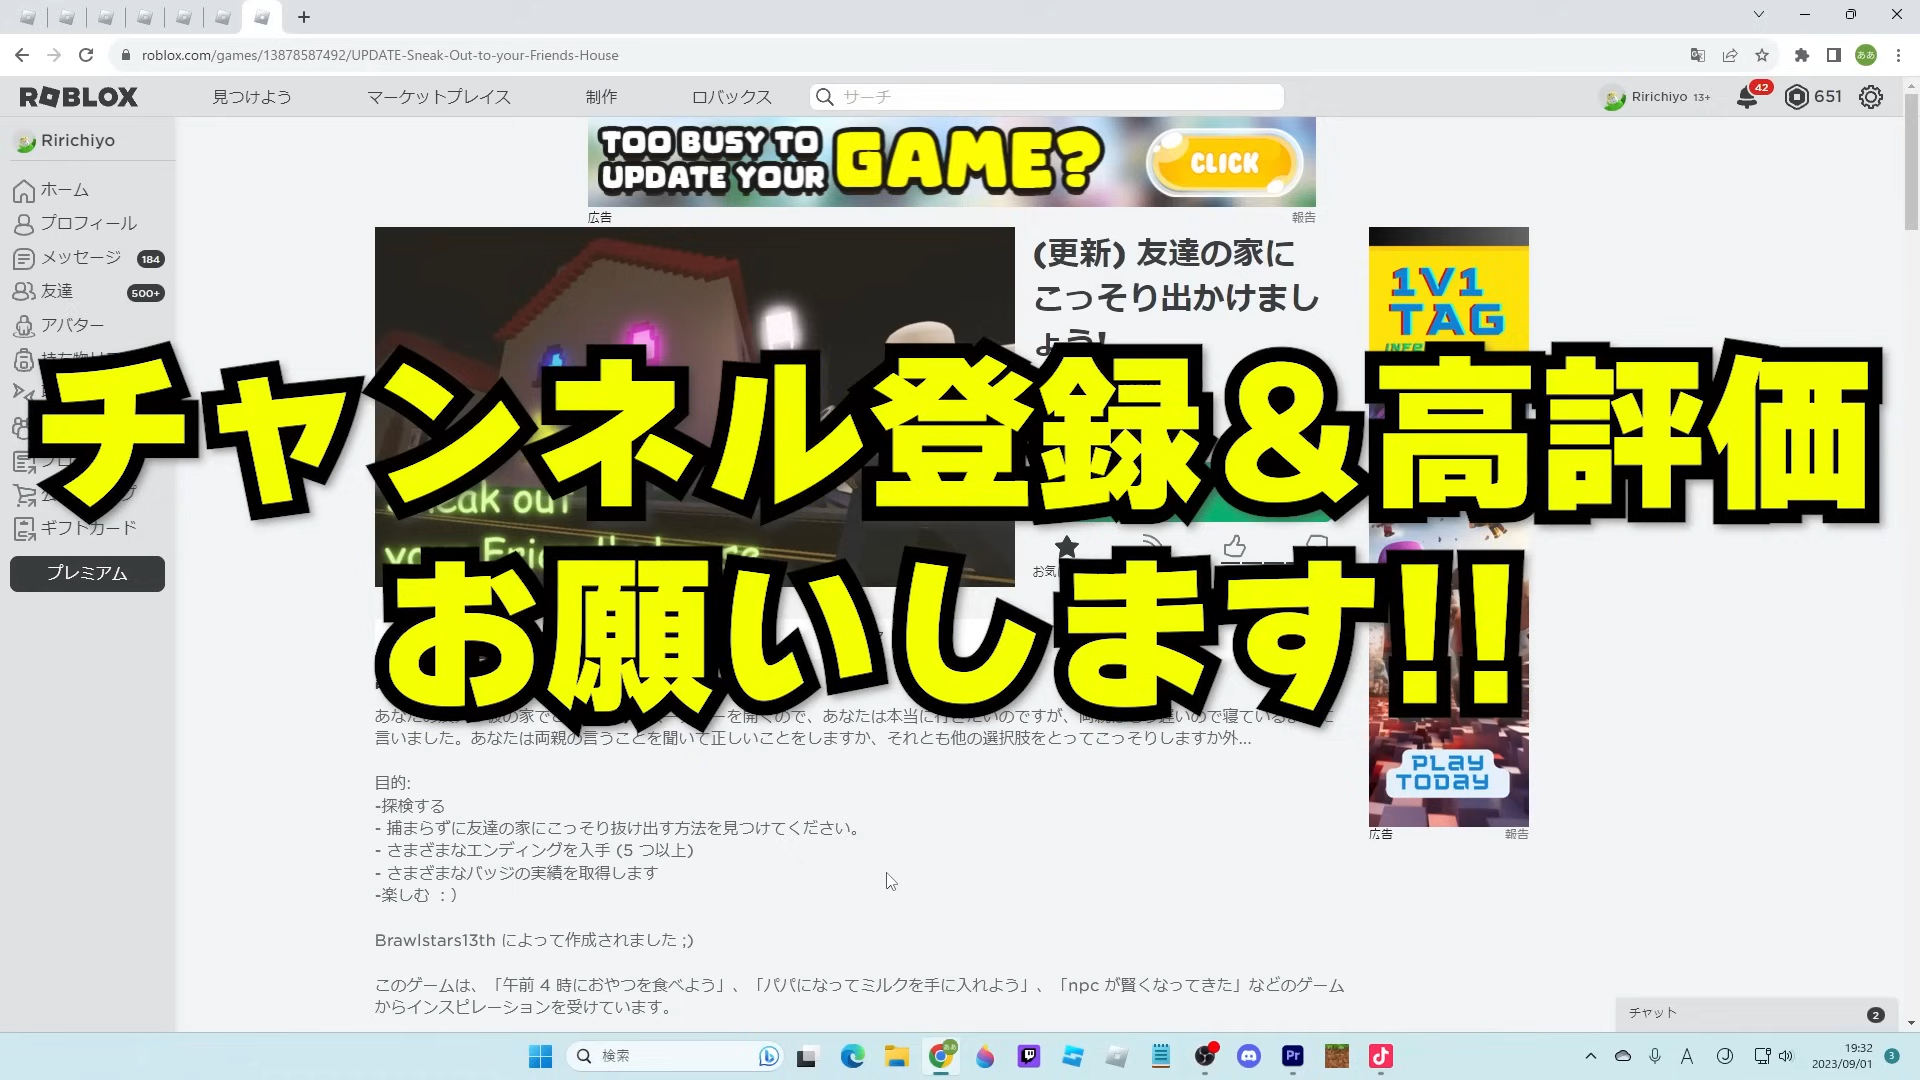 roblox.com/games/13878587492/UPDATE-Sneak-Out-to-your-Friends-House
ああ
ROBLOX
見つけよう
マーケットプレイス
制作
ロバックス
サーチ
Ririchiyo 13+
42
651
Ririchiyo
ホーム
プロフィール
メッセージ 184
友達 500+
アバター
ギフトカード
プレミアム
TOO BUSY TO
UPDATE YOUR
GAME?
CLICK
広告
報告
(更新) 友達の家に
こっそり出かけまし
ょう!
1V1
TAG
チャンネル登録＆高評価
お願いします!!
言いました。あなたは両親の言うことを聞いて正しいことをしますか、それとも他の選択肢をとってこっそりしますか外...
目的:
-探検する
- 捕まらずに友達の家にこっそり抜け出す方法を見つけてください。
- さまざまなエンディングを入手 (5 つ以上)
- さまざまなバッジの実績を取得します
-楽しむ ：）
Brawlstars13th によって作成されました ;)
このゲームは、「午前 4 時におやつを食べよう」、「パパになってミルクを手に入れよう」、「npc が賢くなってきた」などのゲーム
からインスピレーションを受けています。
PLAY
TODAY
広告
報告
チャット
2
検索
ああ
Pr
A
19:32
2023/09/01
3